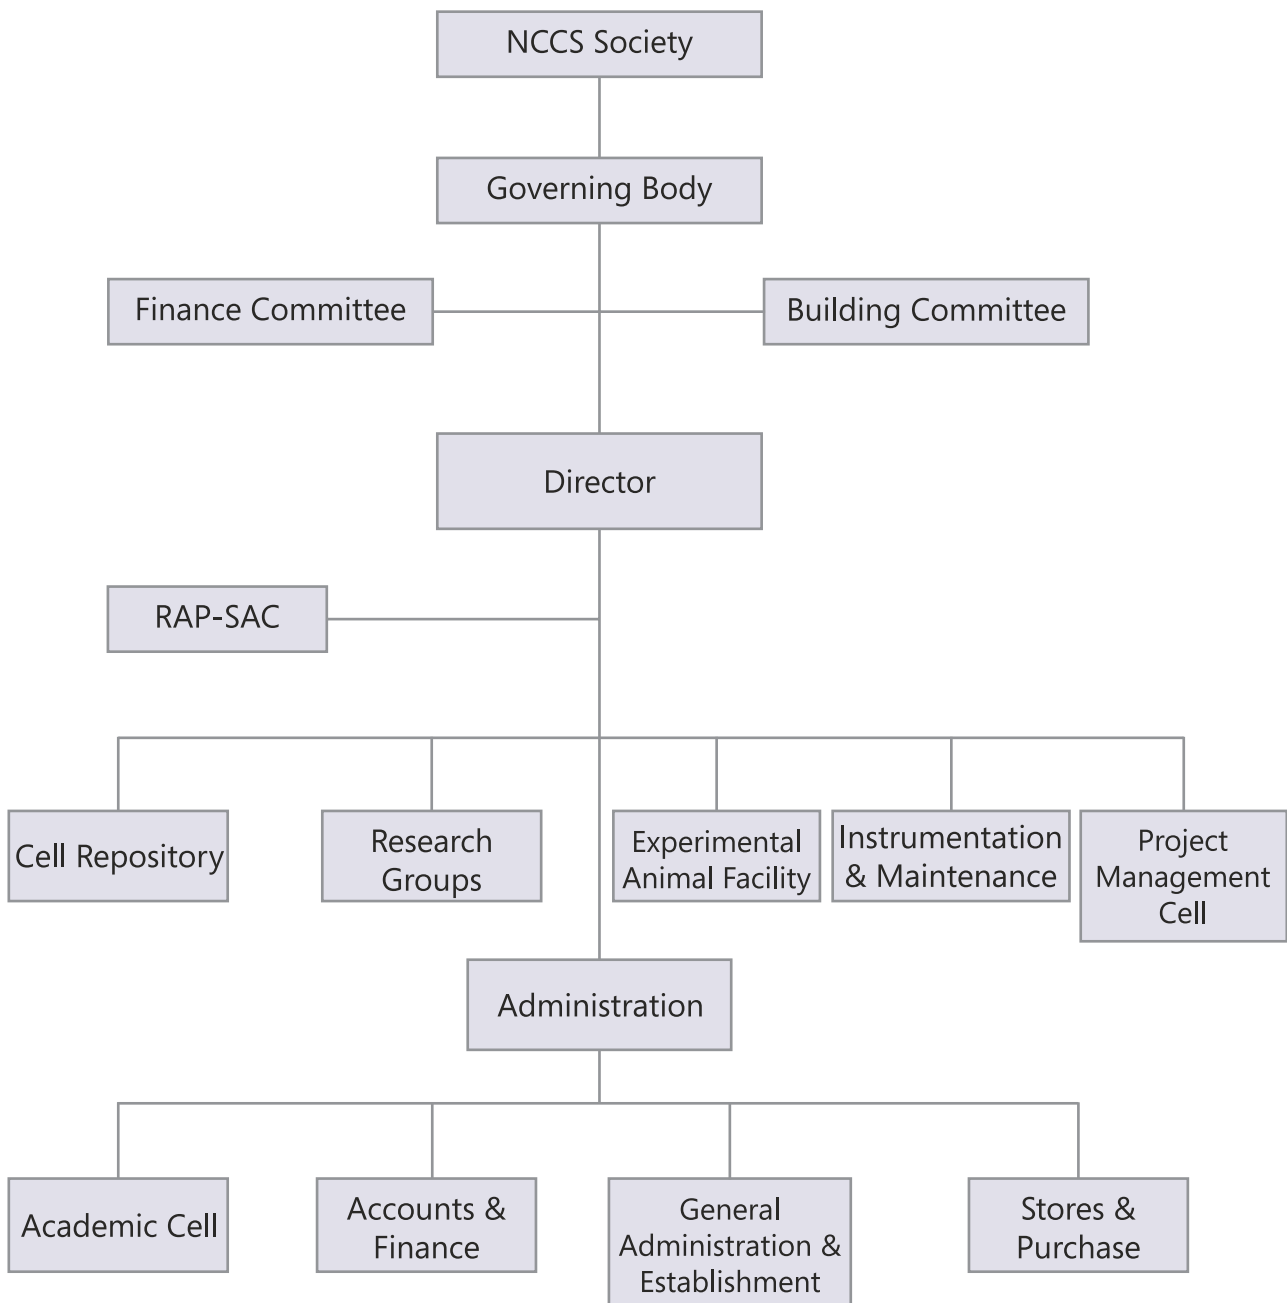 NCCS Society
Governing Body
Finance Committee
Building Committee
Director
RAP-SAC
Cell Repository
Research
Groups
Experimental
Animal Facility
Instrumentation
& Maintenance
Project
Management
Cell
Administration
Academic Cell
Accounts &
Finance
General
Administration &
Establishment
Stores &
Purchase